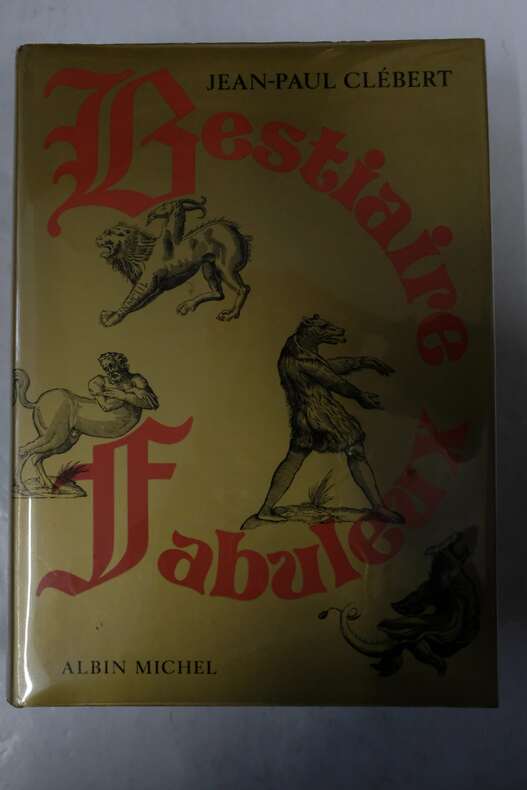 JEAN-PAUL CLÉBERT
Bestiaire
Fabuleux
ALBIN MICHEL